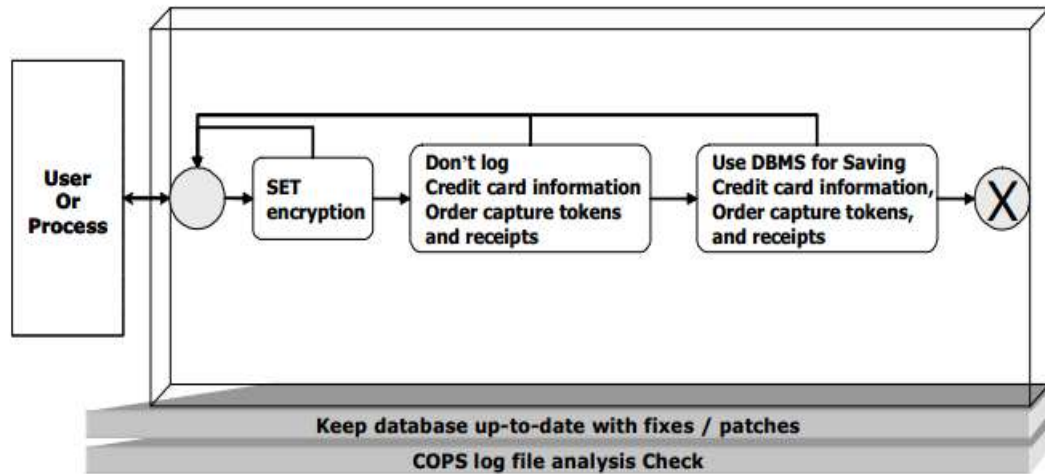 User
Or
Process
SET
encryption
Don't log
Credit card information
Order capture tokens
and receipts
Use DBMS for Saving
Credit card information,
Order capture tokens,
and receipts
X
Keep database up-to-date with fixes / patches
COPS log file analysis Check